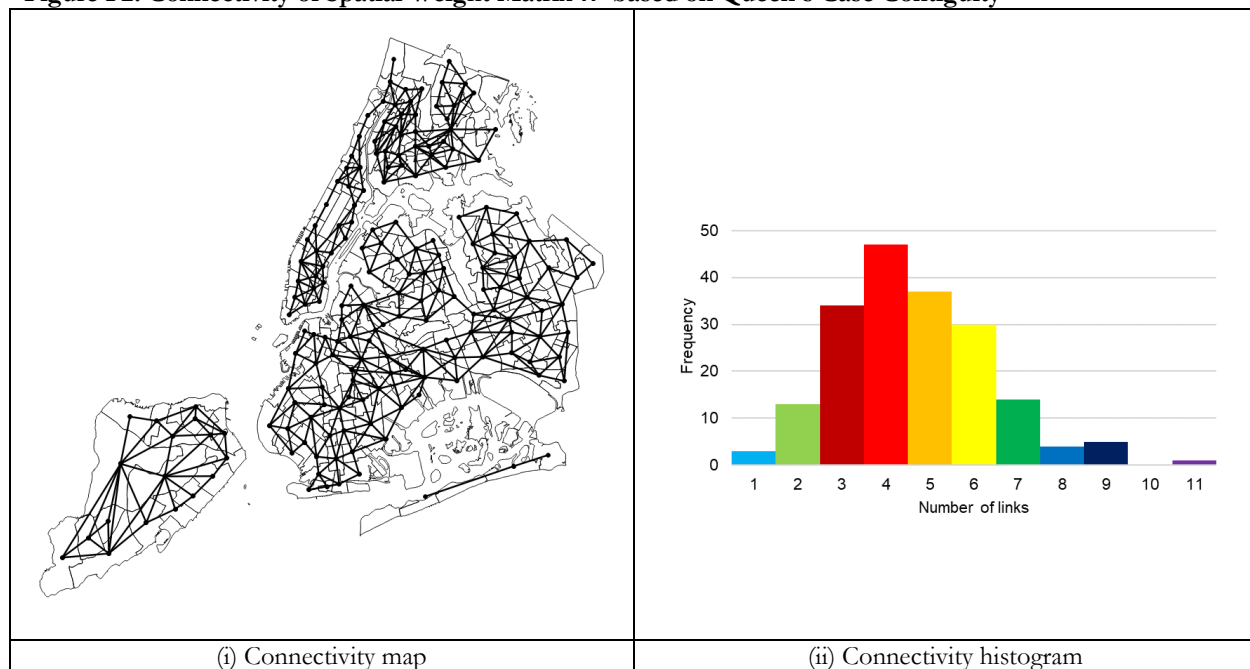 Figure A2. Connectivity of Spatial Weight Matrix W based on Queen's Case Contiguity
50
40
30
20
10
0
Frequency
1 2 3 4 5 6 7 8 9 10 11
Number of links
(i) Connectivity map
(ii) Connectivity histogram